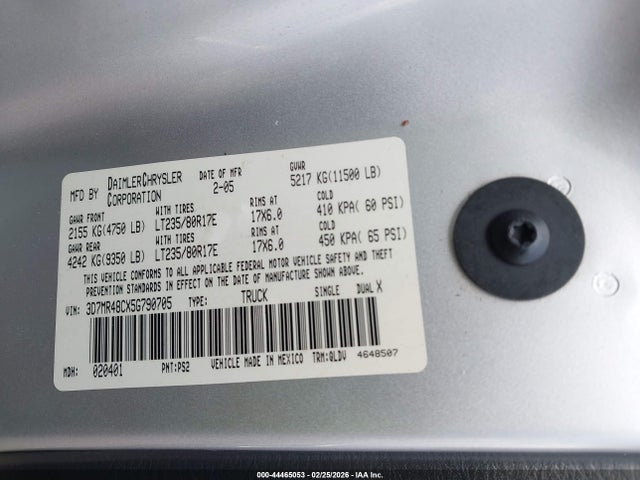 MFD BY DAIMLERCHRYSLER CORPORATION DATE OF MFR 2-05 GVWR 5217 KG(11500 LB)
GAWR FRONT WITH TIRES RIMS AT COLD
2155 KG(4750 LB) LT235/80R17E 17X6.0 410 KPA( 60 PSI)
GAWR REAR WITH TIRES RIMS AT COLD
4242 KG(9350 LB) LT235/80R17E 17X6.0 450 KPA( 65 PSI)
THIS VEHICLE CONFORMS TO ALL APPLICABLE FEDERAL MOTOR VEHICLE SAFETY AND THEFT
PREVENTION STANDARDS IN EFFECT ON THE DATE OF MANUFACTURE SHOWN ABOVE.
VIN: 3D7MR48CX5G790705 TYPE: TRUCK SINGLE DUAL X
MDH: 020401 PNT:PS2 VEHICLE MADE IN MEXICO TRM:QLDV 4648507
000-44465053 - 02/25/2026 - IAA Inc.